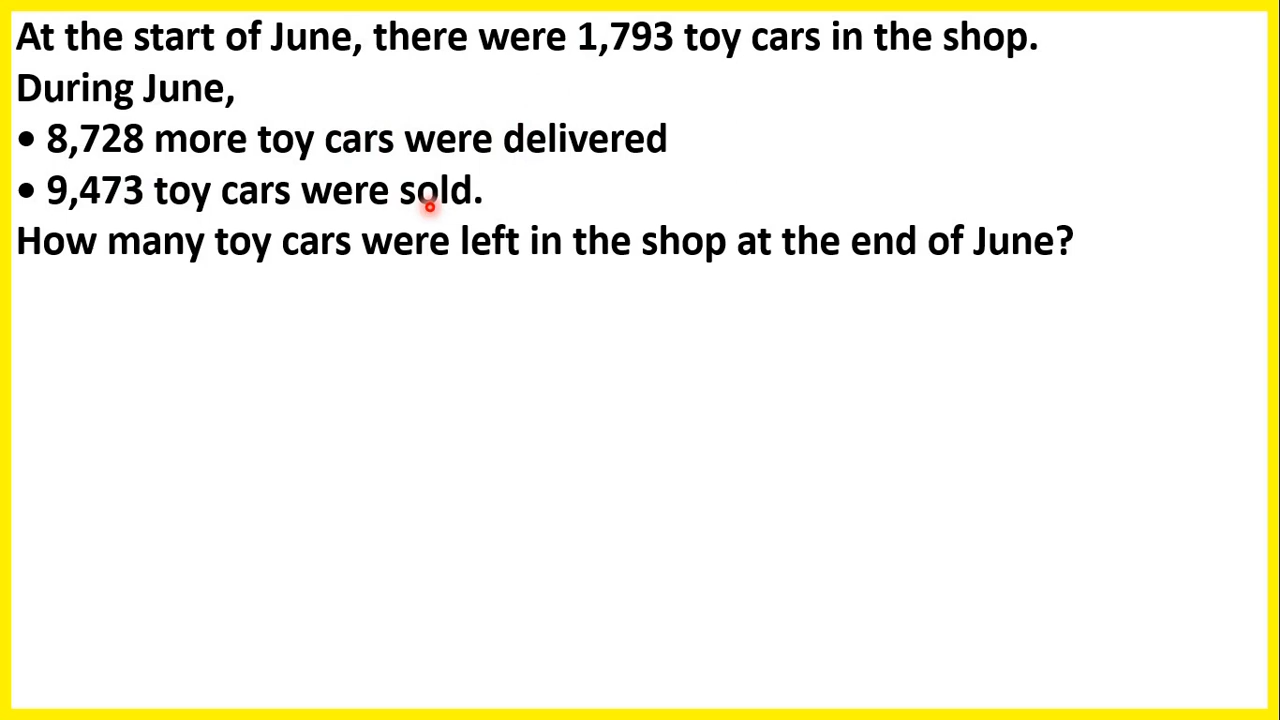 At the start of June, there were 1,793 toy cars in the shop.
During June,
• 8,728 more toy cars were delivered
• 9,473 toy cars were sold.
How many toy cars were left in the shop at the end of June?